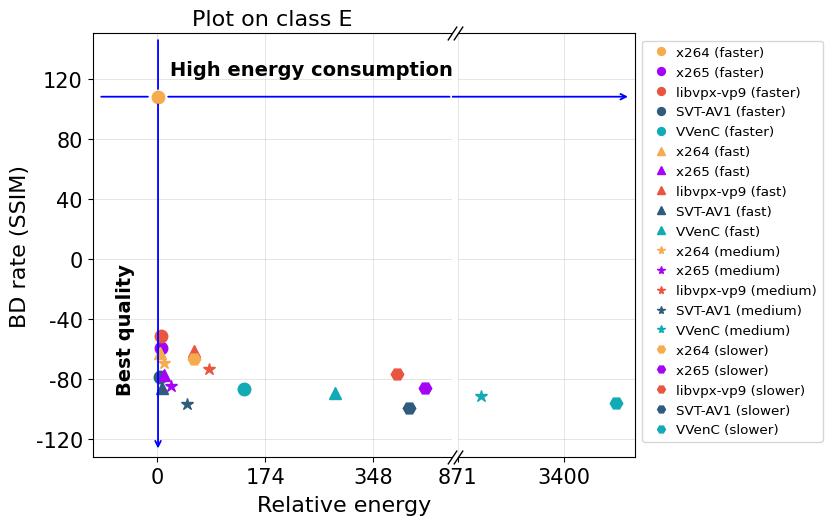 Plot on class E
High energy consumption
Best quality
BD rate (SSIM)
120
80
40
0
-40
-80
-120
0
174
348
871
3400
Relative energy
x264 (faster)
x265 (faster)
libvpx-vp9 (faster)
SVT-AV1 (faster)
VVenC (faster)
x264 (fast)
x265 (fast)
libvpx-vp9 (fast)
SVT-AV1 (fast)
VVenC (fast)
x264 (medium)
x265 (medium)
libvpx-vp9 (medium)
SVT-AV1 (medium)
VVenC (medium)
x264 (slower)
x265 (slower)
libvpx-vp9 (slower)
SVT-AV1 (slower)
VVenC (slower)